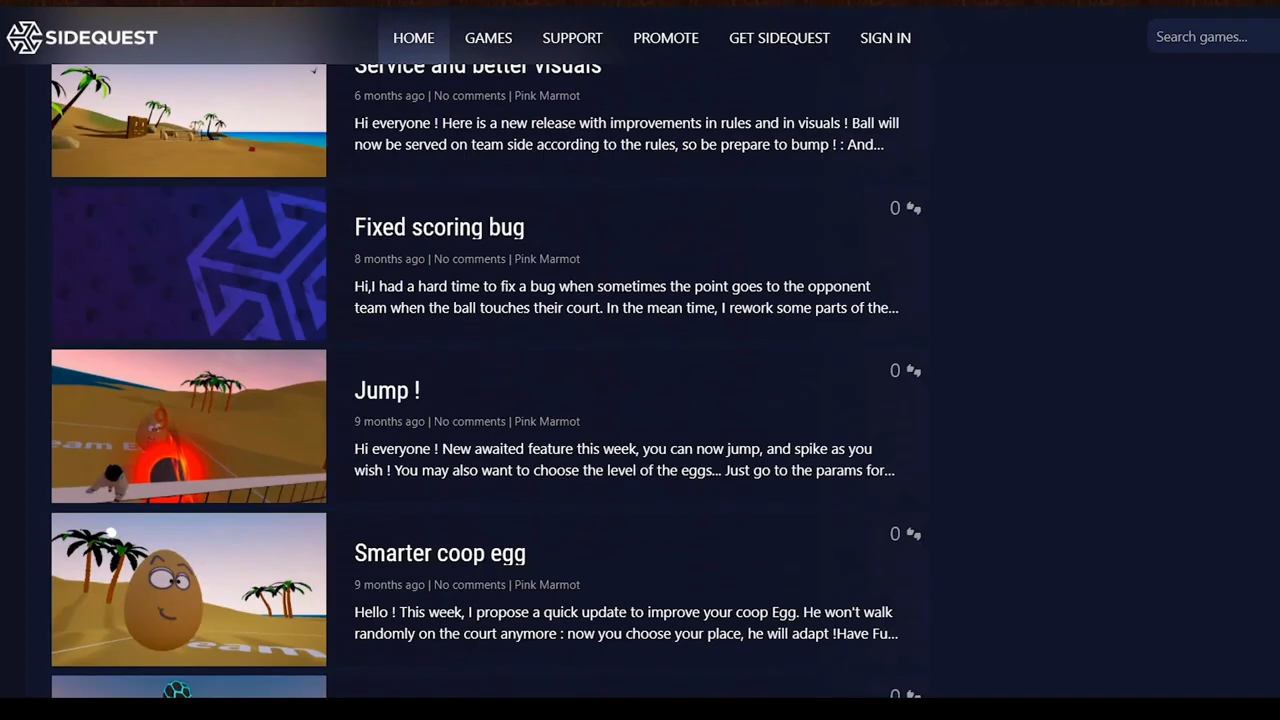 SIDEQUEST
HOME GAMES SUPPORT PROMOTE GET SIDEQUEST SIGN IN
Search games...
Service and better visuals
6 months ago | No comments | Pink Marmot
Hi everyone ! Here is a new release with improvements in rules and in visuals ! Ball will
now be served on team side according to the rules, so be prepare to bump ! : And...
0
Fixed scoring bug
8 months ago | No comments | Pink Marmot
Hi,I had a hard time to fix a bug when sometimes the point goes to the opponent
team when the ball touches their court. In the mean time, I rework some parts of the...
0
Jump !
9 months ago | No comments | Pink Marmot
Hi everyone ! New awaited feature this week, you can now jump, and spike as you
wish ! You may also want to choose the level of the eggs... Just go to the params for...
eam E
0
Smarter coop egg
9 months ago | No comments | Pink Marmot
Hello ! This week, I propose a quick update to improve your coop Egg. He won't walk
randomly on the court anymore : now you choose your place, he will adapt !Have Fu...
eam
0